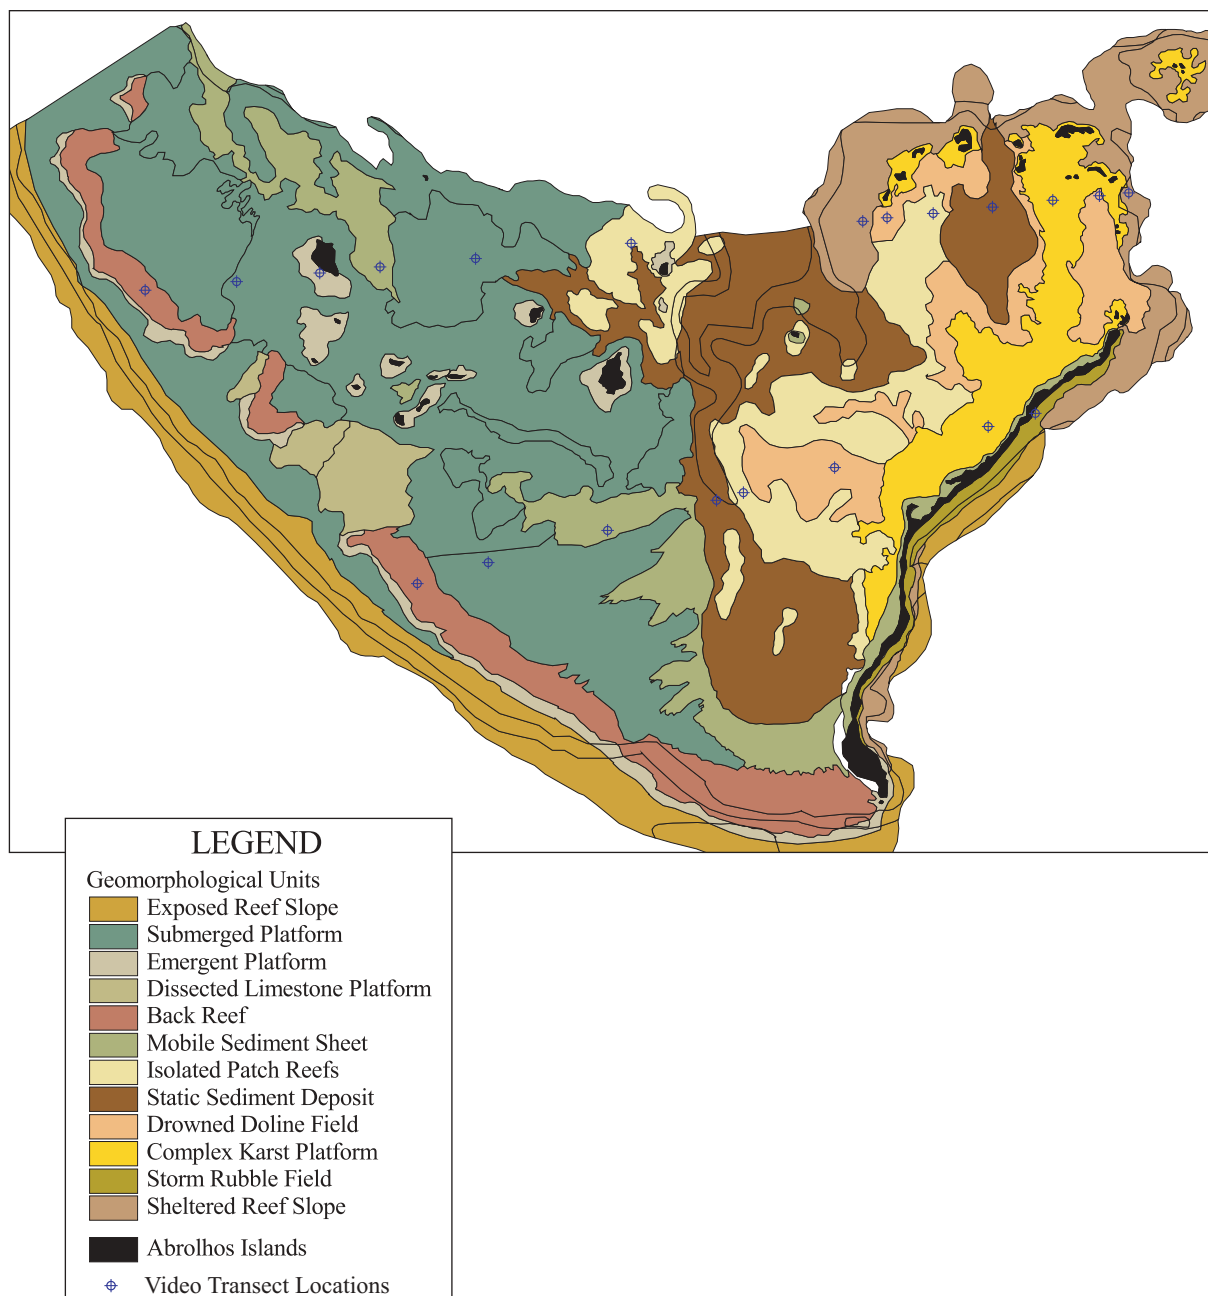 LEGEND
Geomorphological Units
Exposed Reef Slope
Submerged Platform
Emergent Platform
Dissected Limestone Platform
Back Reef
Mobile Sediment Sheet
Isolated Patch Reefs
Static Sediment Deposit
Drowned Doline Field
Complex Karst Platform
Storm Rubble Field
Sheltered Reef Slope
Abrolhos Islands
Video Transect Locations